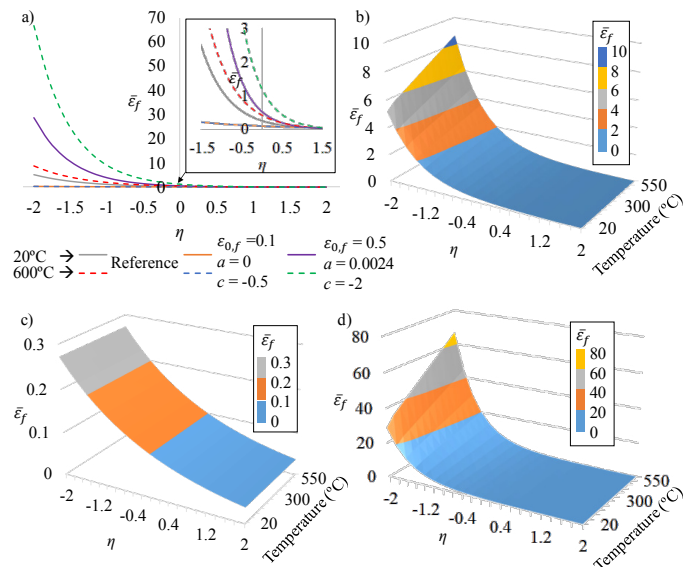 a)
ε̄f
70
60
50
40
30
20
10
0
-2 -1.5 -1 -0.5 0 0.5 1 1.5 2
η
3
2
1
0
ε̄f
-1.5 -0.5 0.5 1.5
η
20ºC → Reference ε0,f =0.1 a = 0 c = -0.5 ε0,f = 0.5 a = 0.0024 c = -2
600ºC →
b)
ε̄f
10
8
6
4
2
0
ε̄f
10
8
6
4
2
0
-2 -1.2 -0.4 0.4 1.2 2
η
20 300 550
Temperature (ºC)
c)
ε̄f
0.3
0.2
0.1
0
ε̄f
0.3
0.2
0.1
0
-2 -1.2 -0.4 0.4 1.2 2
η
20 300 550
Temperature (ºC)
d)
ε̄f
80
60
40
20
0
ε̄f
80
60
40
20
0
-2 -1.2 -0.4 0.4 1.2 2
η
20 300 550
Temperature (ºC)